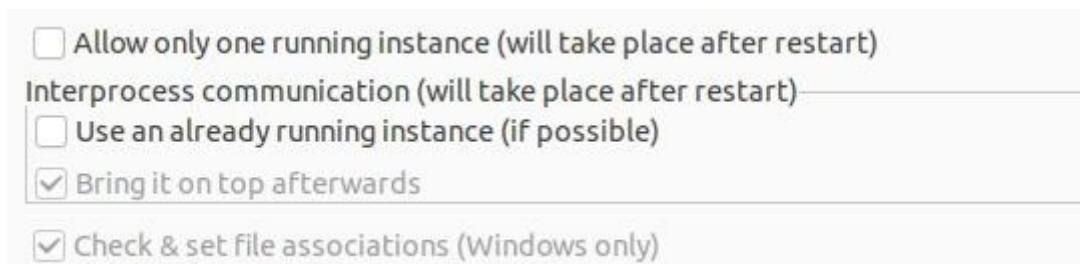 Allow only one running instance (will take place after restart)
Interprocess communication (will take place after restart)
Use an already running instance (if possible)
Bring it on top afterwards
Check & set file associations (Windows only)